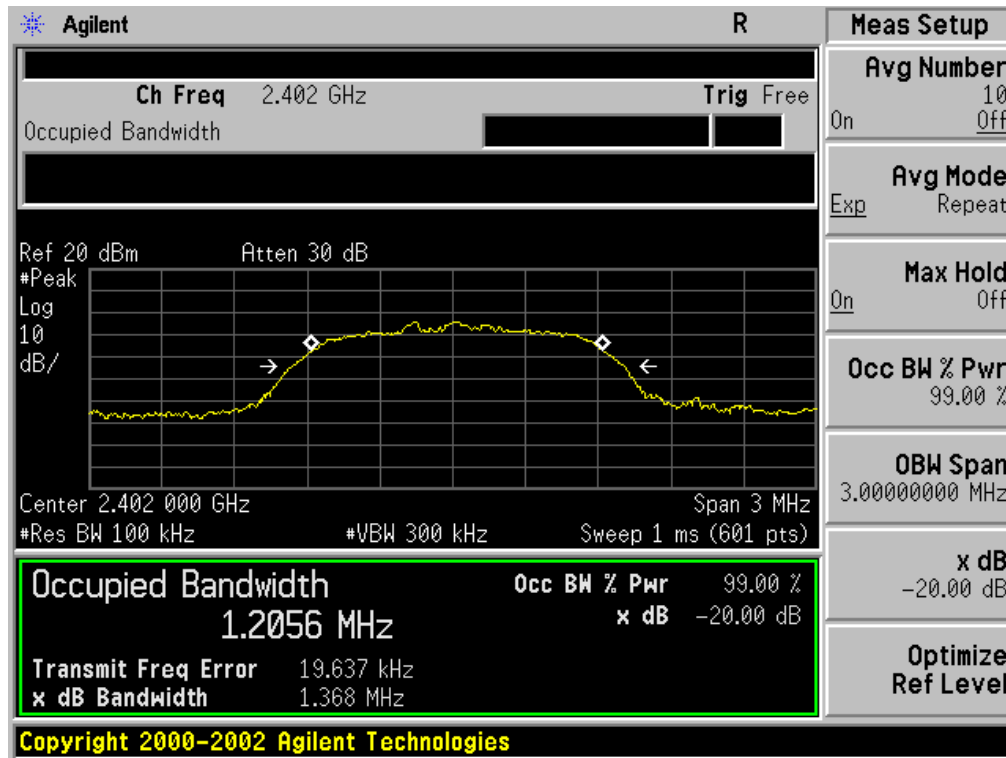 Agilent
R
Ch Freq 2.402 GHz
Trig Free
Occupied Bandwidth
Ref 20 dBm
Atten 30 dB
#Peak
Log
10
dB/
Center 2.402 000 GHz
Span 3 MHz
#Res BW 100 kHz
#VBW 300 kHz
Sweep 1 ms (601 pts)
Occupied Bandwidth
1.2056 MHz
Occ BW % Pwr 99.00 %
x dB -20.00 dB
Transmit Freq Error 19.637 kHz
x dB Bandwidth 1.368 MHz
Copyright 2000-2002 Agilent Technologies
Meas Setup
Avg Number
10
On Off
Avg Mode
Exp Repeat
Max Hold
On Off
Occ BW % Pwr
99.00 %
OBW Span
3.00000000 MHz
x dB
-20.00 dB
Optimize
Ref Level